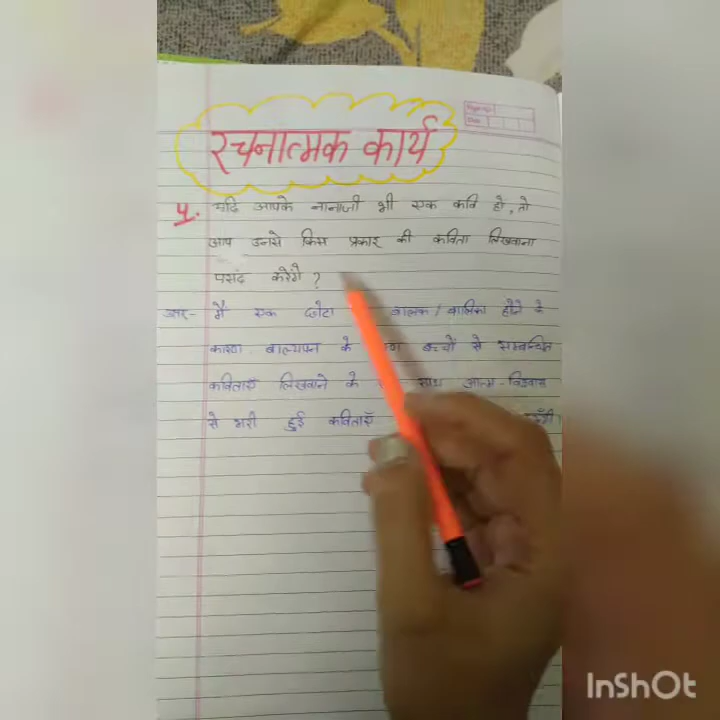 रचनात्मक कार्य
प्र. यदि आपके नानाजी भी एक कवि हो, तो
आप उनसे किस प्रकार की कविता लिखवाना
पसंद करेंगे ?
उत्तर- मैं एक छोटा बालक / बालिका होने के
कारण बाल्यपन के बच्चों से सम्बन्धित
कविताएँ लिखवाने के साथ आत्म-विश्वास
से भरी हुई कविताएँ
InShOt